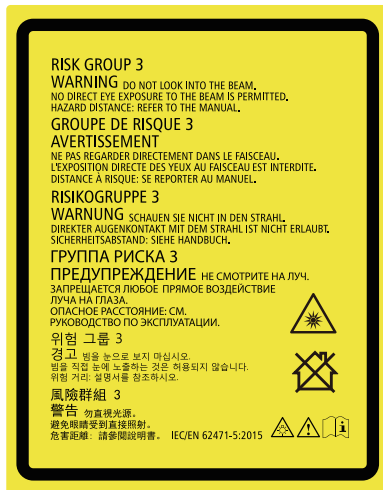 RISK GROUP 3
WARNING DO NOT LOOK INTO THE BEAM.
NO DIRECT EYE EXPOSURE TO THE BEAM IS PERMITTED.
HAZARD DISTANCE: REFER TO THE MANUAL.
GROUPE DE RISQUE 3
AVERTISSEMENT
NE PAS REGARDER DIRECTEMENT DANS LE FAISCEAU.
L'EXPOSITION DIRECTE DES YEUX AU FAISCEAU EST INTERDITE.
DISTANCE À RISQUE: SE REPORTER AU MANUEL.
RISIKOGRUPPE 3
WARNUNG SCHAUEN SIE NICHT IN DEN STRAHL.
DIREKTER AUGENKONTAKT MIT DEM STRAHL IST NICHT ERLAUBT.
SICHERHEITSABSTAND: SIEHE HANDBUCH.
ГРУППА РИСКА 3
ПРЕДУПРЕЖДЕНИЕ НЕ СМОТРИТЕ НА ЛУЧ.
ЗАПРЕЩАЕТСЯ ЛЮБОЕ ПРЯМОЕ ВОЗДЕЙСТВИЕ
ЛУЧА НА ГЛАЗА.
ОПАСНОЕ РАССТОЯНИЕ: СМ.
РУКОВОДСТВО ПО ЭКСПЛУАТАЦИИ.
위험 그룹 3
경고 빔을 눈으로 보지 마십시오.
빔을 직접 눈에 노출하는 것은 허용되지 않습니다.
위험 거리: 설명서를 참조하십시오.
風險群組 3
警告 勿直視光源。
避免眼睛受到直接照射。
危害距離: 請參閱說明書。 IEC/EN 62471-5:2015